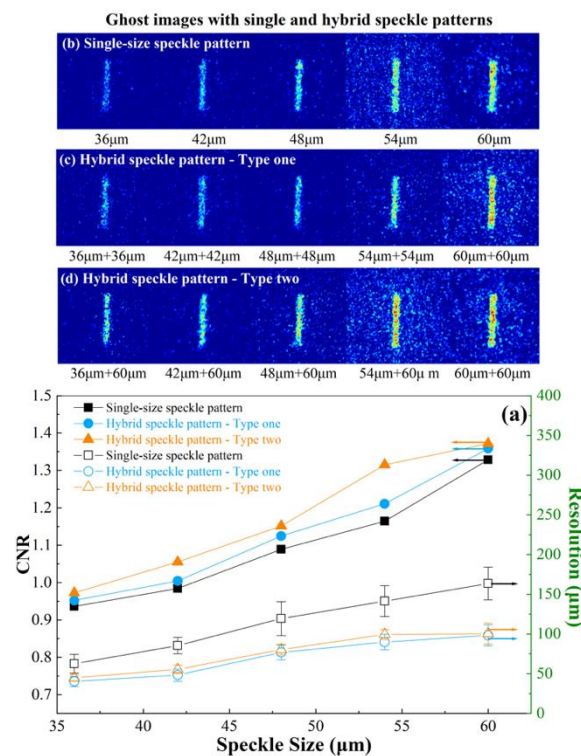 Ghost images with single and hybrid speckle patterns
(b) Single-size speckle pattern
36μm 42μm 48μm 54μm 60μm
(c) Hybrid speckle pattern - Type one
36μm+36μm 42μm+42μm 48μm+48μm 54μm+54μm 60μm+60μm
(d) Hybrid speckle pattern - Type two
36μm+60μm 42μm+60μm 48μm+60μm 54μm+60μ m 60μm+60μm
(a)
Single-size speckle pattern
Hybrid speckle pattern - Type one
Hybrid speckle pattern - Type two
Single-size speckle pattern
Hybrid speckle pattern - Type one
Hybrid speckle pattern - Type two
CNR
1.5
1.4
1.3
1.2
1.1
1.0
0.9
0.8
0.7
Resolution (μm)
400
350
300
250
200
150
100
50
0
35 40 45 50 55 60
Speckle Size (μm)